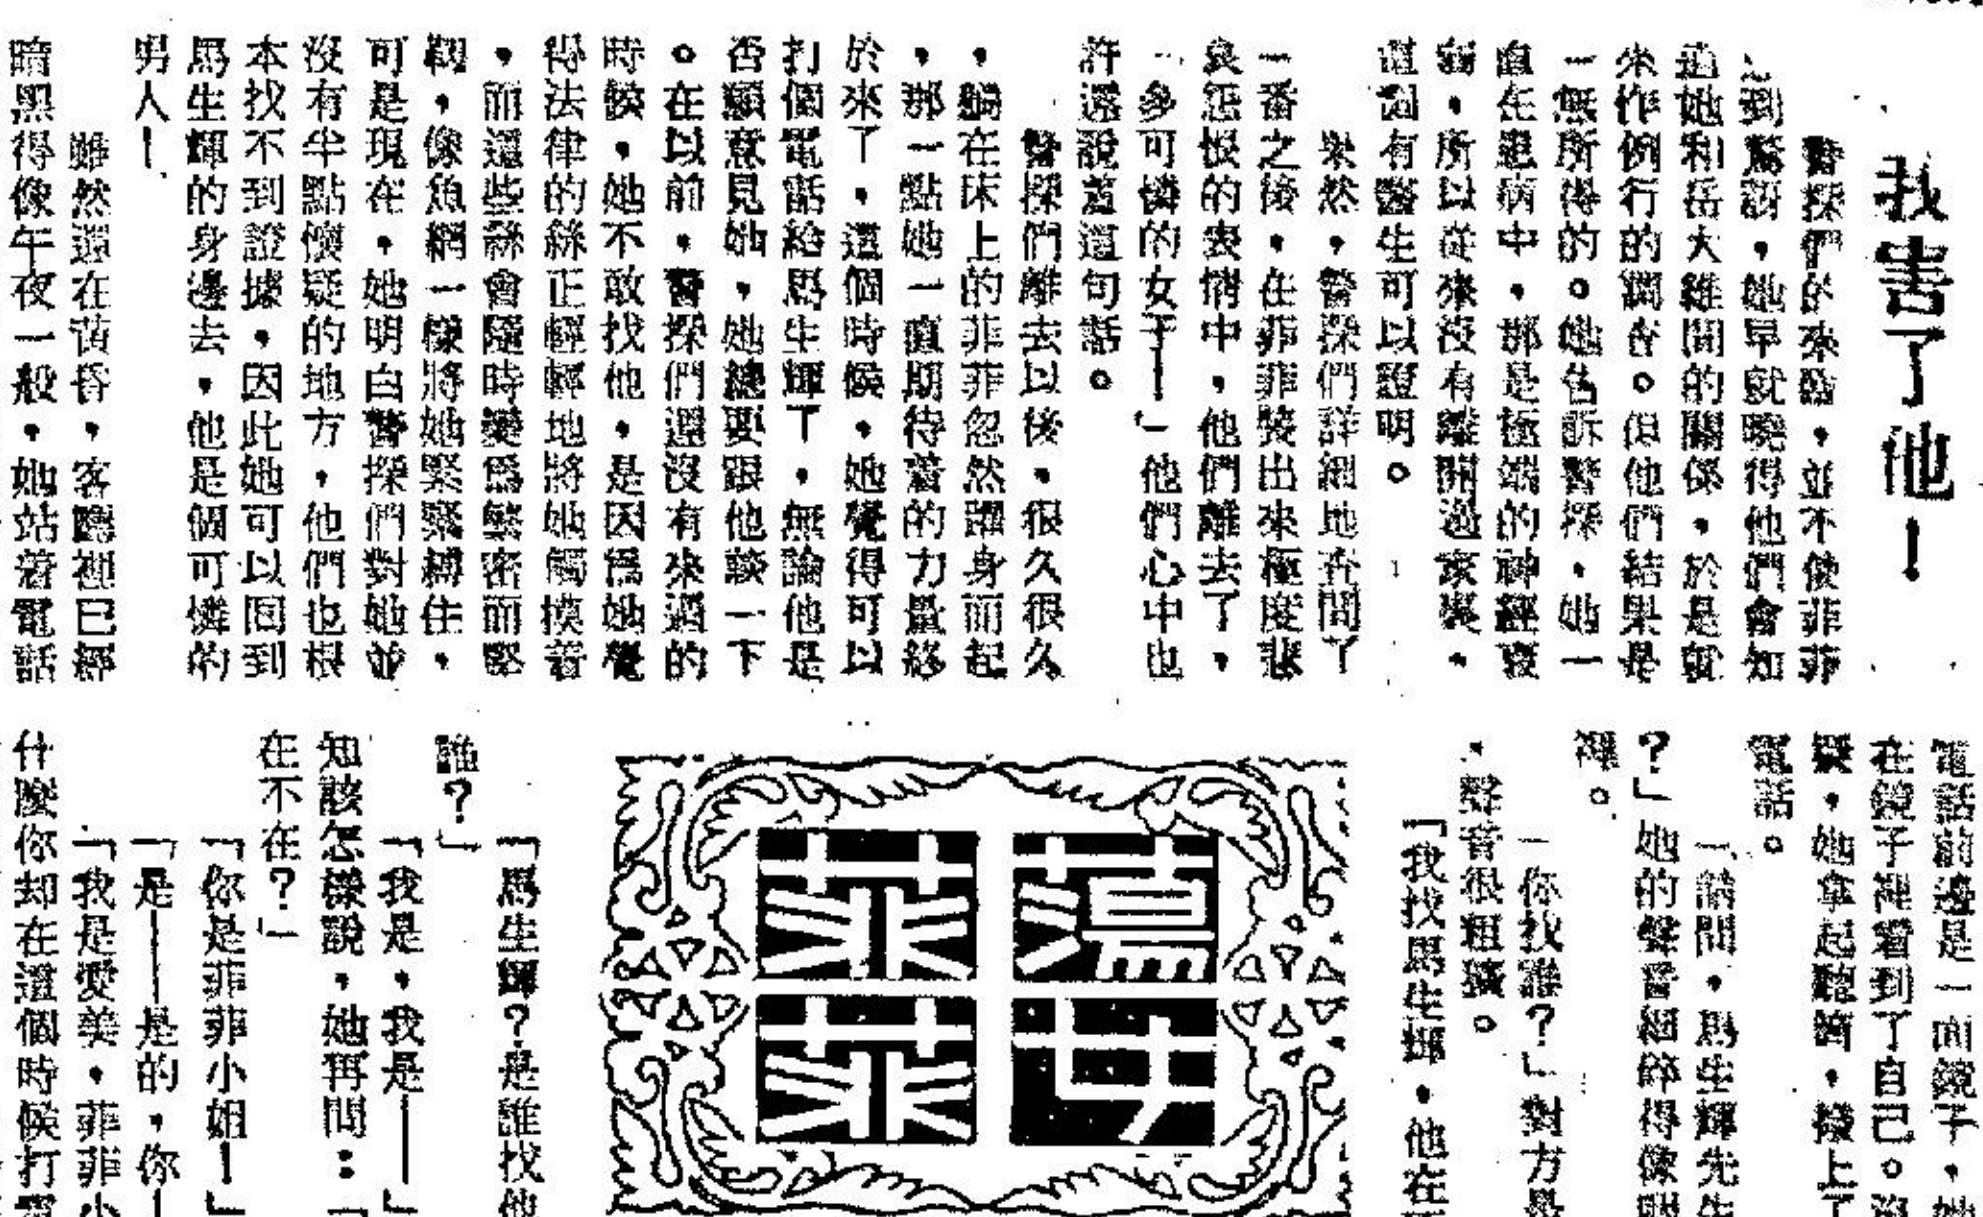 我害了他！
警探們的來臨，並不使菲菲
到驚訝，她早就曉得他們會知
道她和岳大雄間的關係，於是就
來作例行的調查。但他們結果是
一無所得的。她告訴警探，她一
直在患病中，那是極端的神經衰
弱，所以從來沒有離開過家裏，
這個有醫生可以證明。
果然，警探們詳細地查問了
一番之後，在菲菲裝出來極度悲
哀怨恨的表情中，他們離去了，
「多可憐的女子！」他們心中也
許還說着這句話。
警探們離去以後，很久很久
，躺在床上的菲菲忽然躍身而起
，那一點她一直期待着的力量終
於來了，這個時候，她覺得可以
打個電話給馬生輝了，無論他是
否願意見她，她總要跟他談一下
。在以前，警探們還沒有來過的
時候，她不敢找他，是因爲她覺
得法律的絲正輕輕地將她觸摸着
，而這些絲會隨時變爲緊密而堅
韌，像魚網一樣將她緊緊縛住，
可是現在，她明白警探們對她並
沒有半點懷疑的地方，他們也根
本找不到證據，因此她可以囘到
馬生輝的身邊去，他是個可憐的
男人！
雖然還在黃昏，客廳裡已經
暗黑得像午夜一般，她站着電話
電話前邊是一面鏡子，她
在鏡子裡看到了自己。
，她拿起聽筒，撥上了
電話。
「請問，馬生輝先生
？」她的聲音細碎得像
「你找誰？」對方是
，聲音很粗獷。
「我找馬生輝，他在
蕩女
菲菲
「馬生輝？是誰找他
誰？」
「我是，我是——」
知該怎樣說，她再問：「
在不在？」
「你是菲菲小姐！」
「是——是的，你—
「我是愛美，菲菲小
什麼你却在這個時候打電